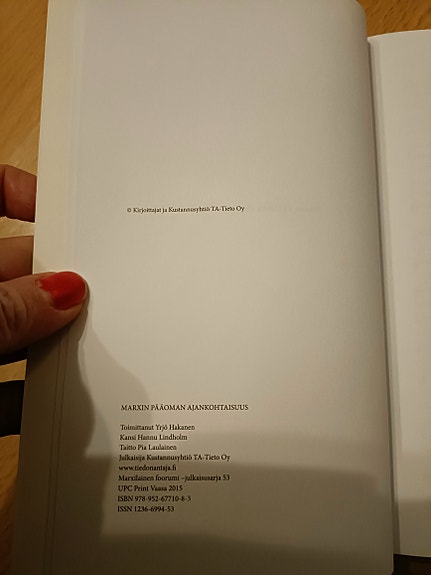 © Kirjoittajat ja Kustannusyhtiö TA-Tieto Oy
MARXIN PÄÄOMAN AJANKOHTAISUUS
Toimittanut Yrjö Hakanen
Kansi Hannu Lindholm
Taitto Pia Laulainen
Julkaisija Kustannusyhtiö TA-Tieto Oy
www.tiedonantaja.fi
Marxilainen foorumi –julkaisusarja 53
UPC Print Vaasa 2015
ISBN 978-952-67710-8-3
ISSN 1236-6994-53